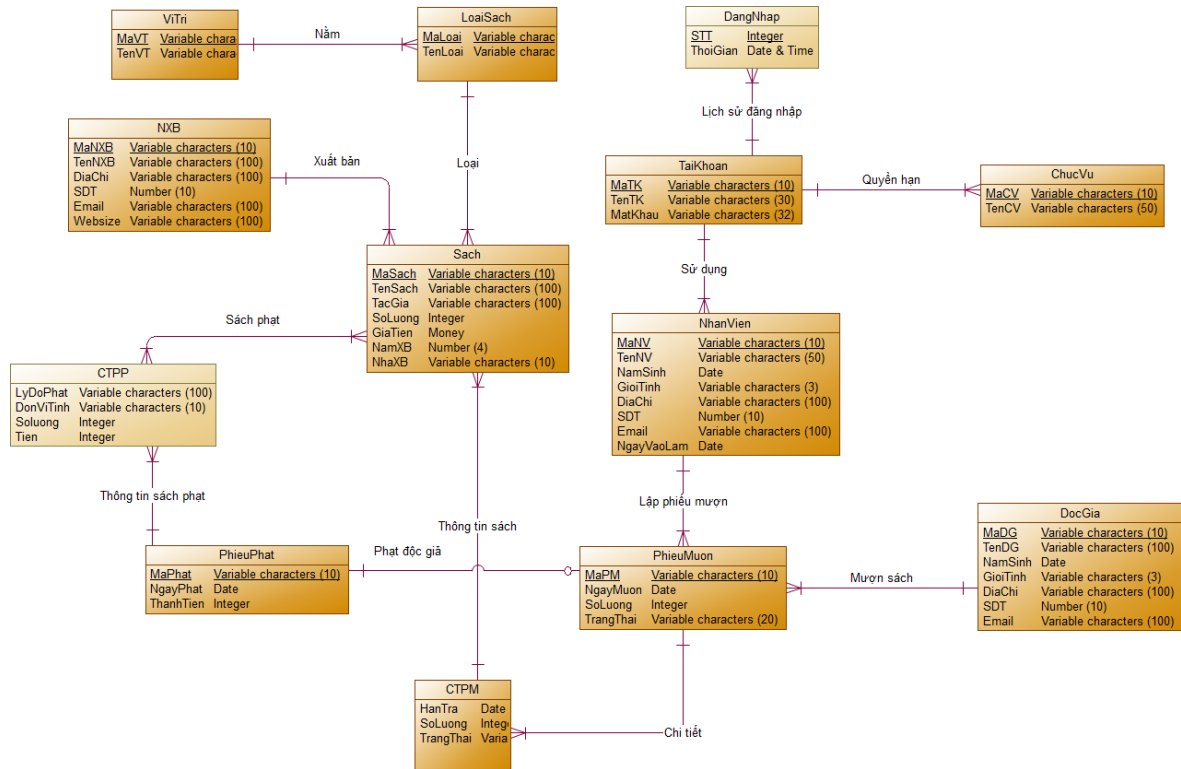 ViTri
MaVT Variable chara
TenVT Variable chara
Nằm
LoaiSach
MaLoai Variable charac
TenLoai Variable charac
DangNhap
STT Integer
ThoiGian Date & Time
Lịch sử đăng nhập
NXB
MaNXB Variable characters (10)
TenNXB Variable characters (100)
DiaChi Variable characters (100)
SDT Number (10)
Email Variable characters (100)
Websize Variable characters (100)
Xuất bản
Loại
TaiKhoan
MaTK Variable characters (10)
TenTK Variable characters (30)
MatKhau Variable characters (32)
Quyền hạn
ChucVu
MaCV Variable characters (10)
TenCV Variable characters (50)
Sử dụng
Sach
MaSach Variable characters (10)
TenSach Variable characters (100)
TacGia Variable characters (100)
SoLuong Integer
GiaTien Money
NamXB Number (4)
NhaXB Variable characters (10)
Sách phạt
NhanVien
MaNV Variable characters (10)
TenNV Variable characters (50)
NamSinh Date
GioiTinh Variable characters (3)
DiaChi Variable characters (100)
SDT Number (10)
Email Variable characters (100)
NgayVaoLam Date
CTPP
LyDoPhat Variable characters (100)
DonViTinh Variable characters (10)
Soluong Integer
Tien Integer
Thông tin sách phạt
Thông tin sách
Lập phiếu mượn
PhieuPhat
MaPhat Variable characters (10)
NgayPhat Date
ThanhTien Integer
Phạt độc giả
PhieuMuon
MaPM Variable characters (10)
NgayMuon Date
SoLuong Integer
TrangThai Variable characters (20)
Mượn sách
DocGia
MaDG Variable characters (10)
TenDG Variable characters (100)
NamSinh Date
GioiTinh Variable characters (3)
DiaChi Variable characters (100)
SDT Number (10)
Email Variable characters (100)
CTPM
HanTra Date
SoLuong Integ
TrangThai Varia
Chi tiết